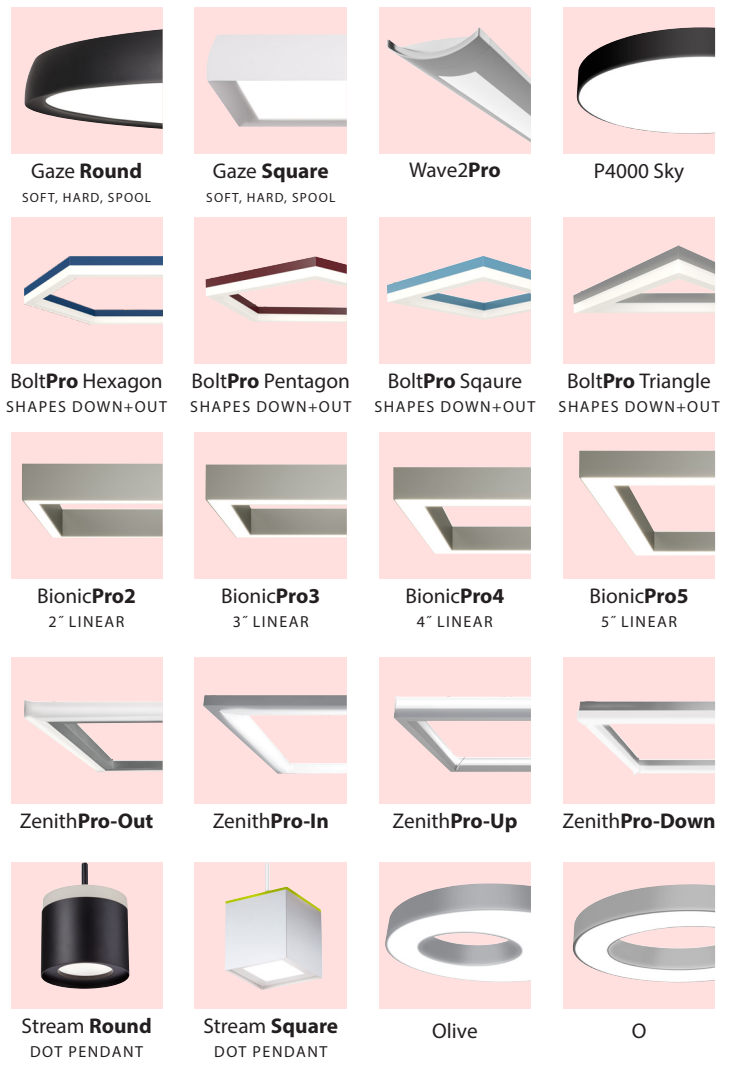 Gaze Round
SOFT, HARD, SPOOL
Gaze Square
SOFT, HARD, SPOOL
Wave2Pro
P4000 Sky
BoltPro Hexagon
SHAPES DOWN+OUT
BoltPro Pentagon
SHAPES DOWN+OUT
BoltPro Sqaure
SHAPES DOWN+OUT
BoltPro Triangle
SHAPES DOWN+OUT
BionicPro2
2˝ LINEAR
BionicPro3
3˝ LINEAR
BionicPro4
4˝ LINEAR
BionicPro5
5˝ LINEAR
ZenithPro-Out
ZenithPro-In
ZenithPro-Up
ZenithPro-Down
Stream Round
DOT PENDANT
Stream Square
DOT PENDANT
Olive
O